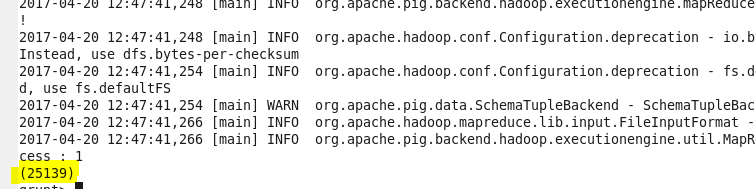 2017-04-20 12:47:41,248 [main] INFO  org.apache.pig.backend.hadoop.executionengine.mapReduce
!
2017-04-20 12:47:41,248 [main] INFO  org.apache.hadoop.conf.Configuration.deprecation - io.b
Instead, use dfs.bytes-per-checksum
2017-04-20 12:47:41,254 [main] INFO  org.apache.hadoop.conf.Configuration.deprecation - fs.d
d, use fs.defaultFS
2017-04-20 12:47:41,254 [main] WARN  org.apache.pig.data.SchemaTupleBackend - SchemaTupleBac
2017-04-20 12:47:41,266 [main] INFO  org.apache.hadoop.mapreduce.lib.input.FileInputFormat -
2017-04-20 12:47:41,266 [main] INFO  org.apache.pig.backend.hadoop.executionengine.util.MapR
cess : 1
(25139)
grunt>